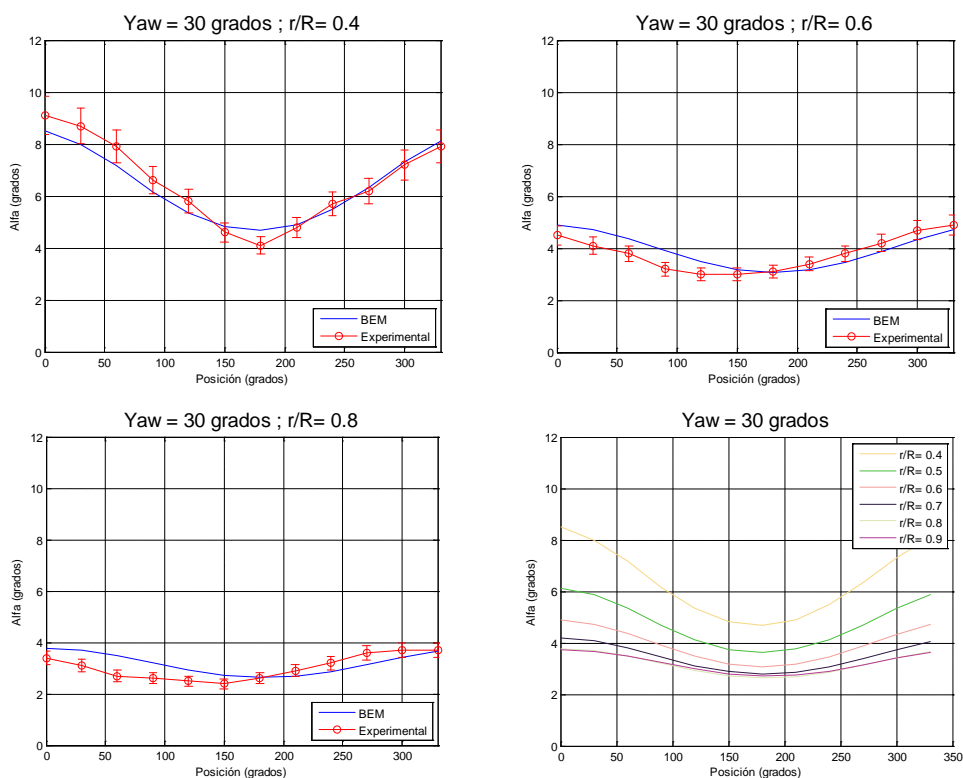 Yaw = 30 grados ; r/R= 0.4
12
10
8
6
4
2
0
0 50 100 150 200 250 300
Alfa (grados)
Posición (grados)
BEM
Experimental
Yaw = 30 grados ; r/R= 0.6
12
10
8
6
4
2
0
0 50 100 150 200 250 300
Alfa (grados)
Posición (grados)
BEM
Experimental
Yaw = 30 grados ; r/R= 0.8
12
10
8
6
4
2
0
0 50 100 150 200 250 300
Alfa (grados)
Posición (grados)
BEM
Experimental
Yaw = 30 grados
12
10
8
6
4
2
0
0 50 100 150 200 250 300 350
Alfa (grados)
Posición (grados)
r/R= 0.4
r/R= 0.5
r/R= 0.6
r/R= 0.7
r/R= 0.8
r/R= 0.9